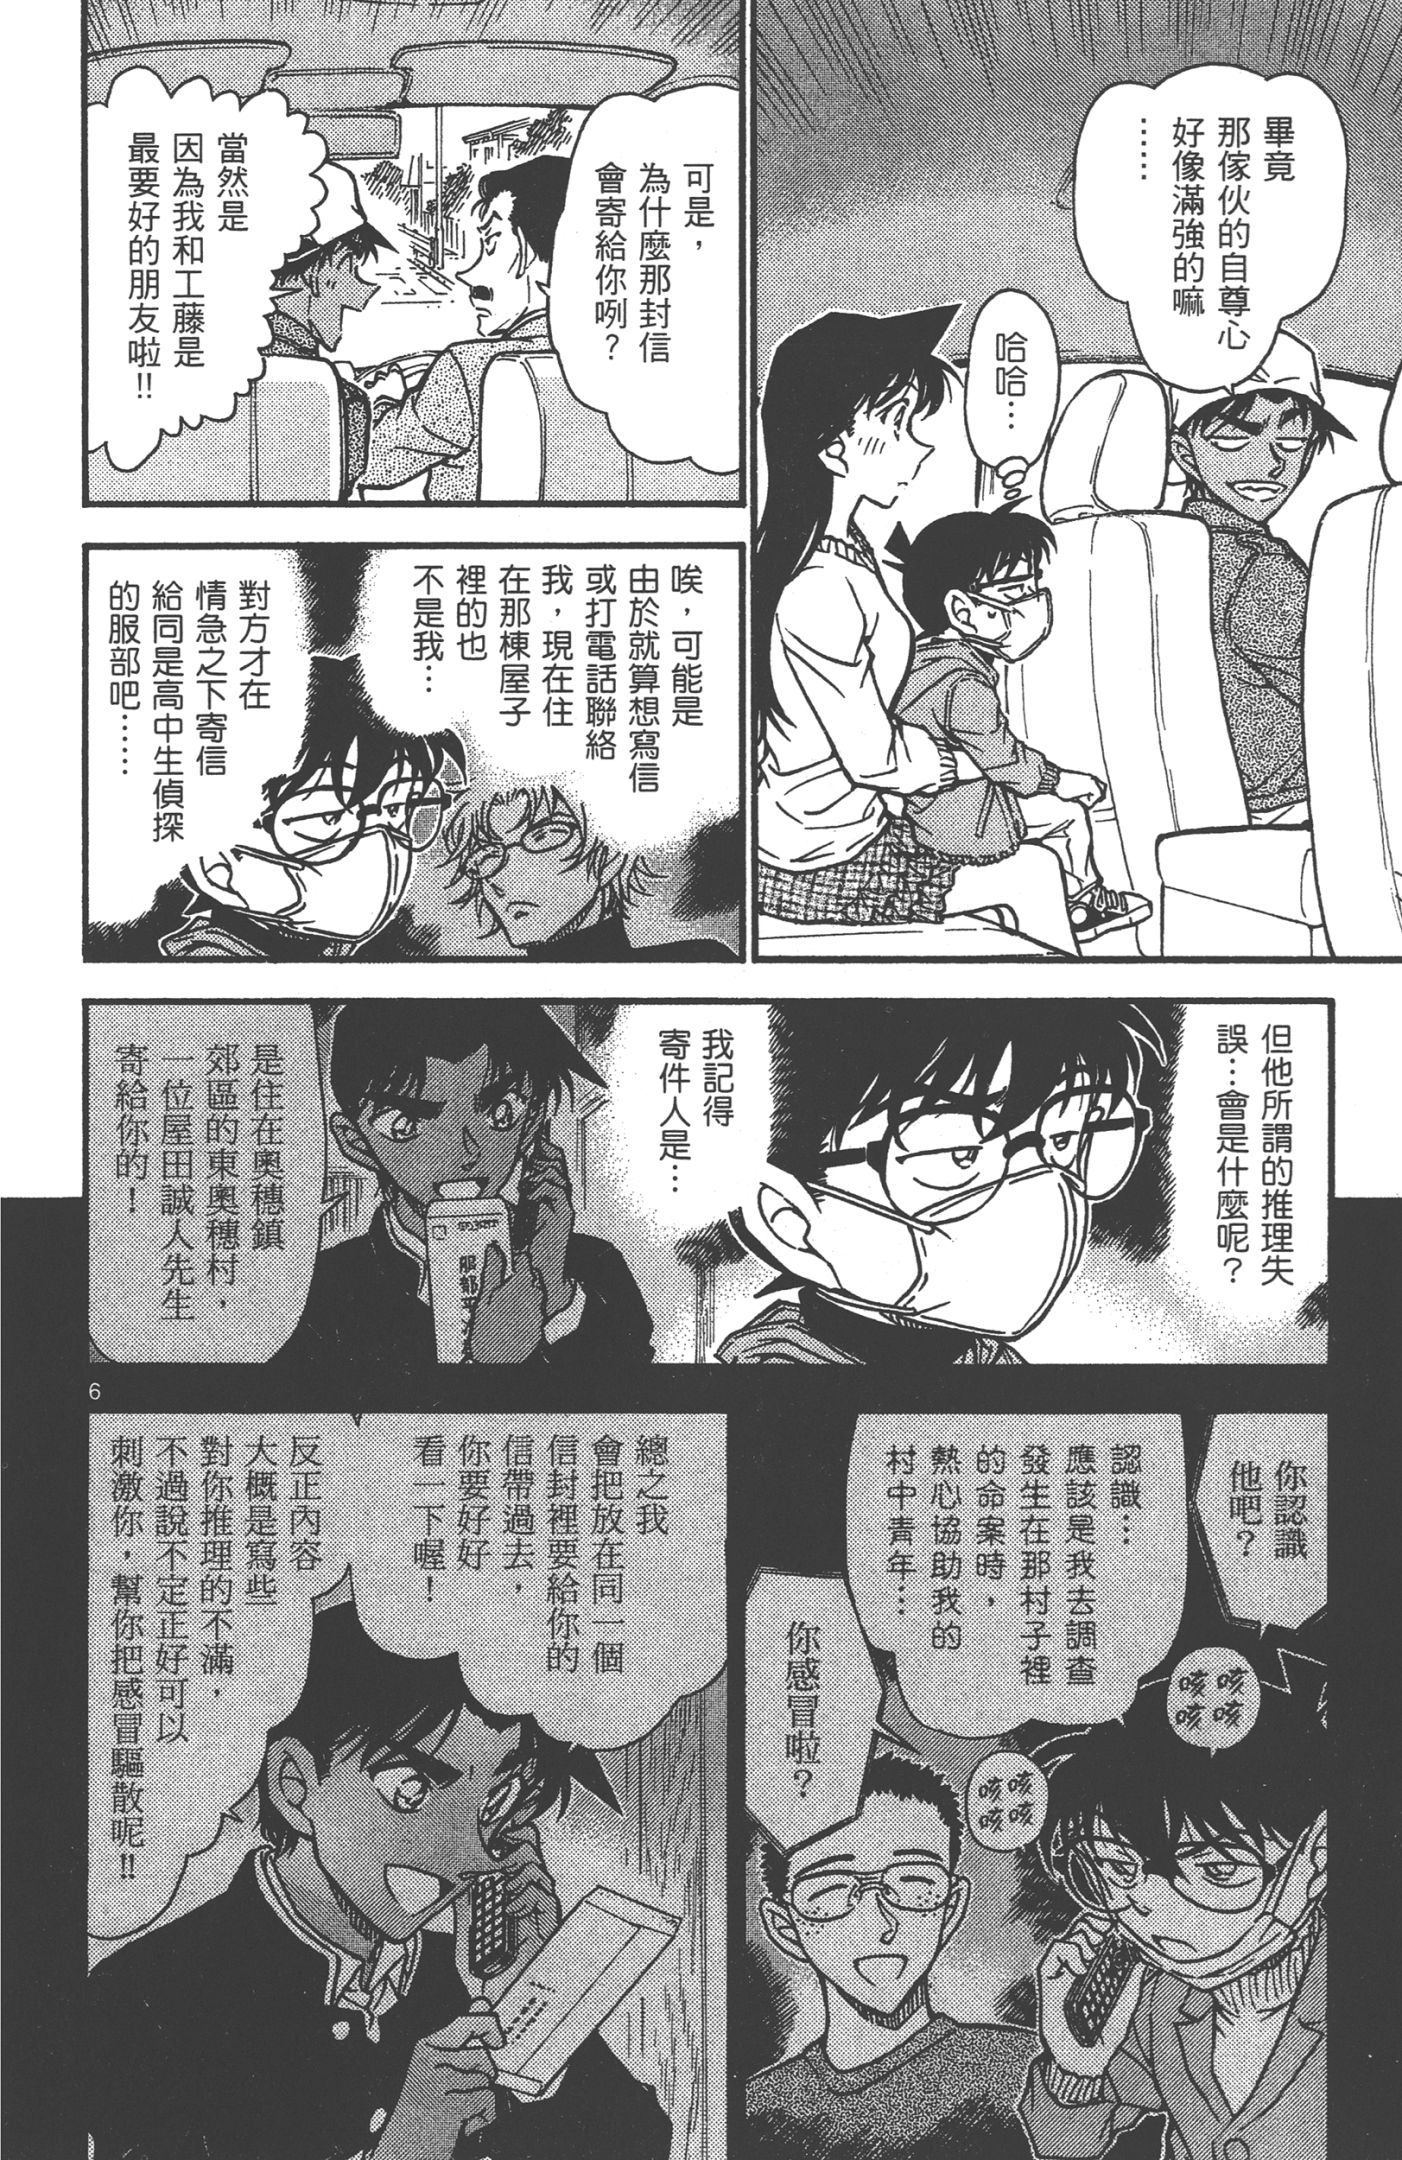 畢竟
那傢伙的自尊心
好像滿強的嘛
……
哈哈…
可是，
為什麼那封信
會寄給你咧？
當然是
因為我和工藤是
最要好的朋友啦!!
唉，可能是
由於就算想寫信
或打電話聯絡
我，現在住
在那棟屋子
裡的也
不是我…
對方才在
情急之下寄信
給同是高中生偵探
的服部吧……
但他所謂的推理失
誤…會是什麼呢？
我記得
寄件人是…
是住在奧穗鎮
郊區的東奧穗村，
一位屋田誠人先生
寄給你的！
服部平
6
你認識
他吧？
咳咳
咳咳
認識…
應該是我去調查
發生在那村子裡
的命案時，
熱心協助我的
村中青年…
咳咳
咳咳
你感冒啦？
總之我
會把放在同一個
信封裡要給你的
信帶過去，
你要好好
看一下喔！
反正內容
大概是寫些
對你推理的不滿，
不過說不定正好可以
刺激你，幫你把感冒驅散呢!!